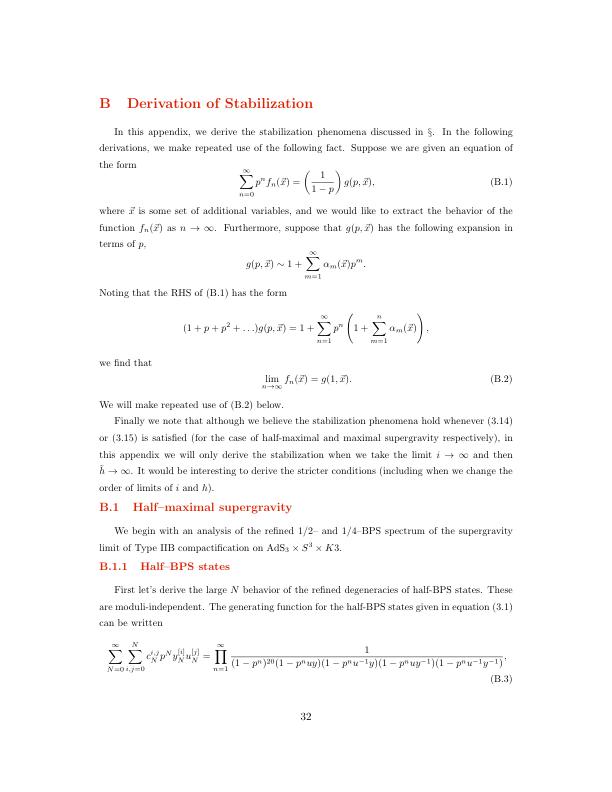 B Derivation of Stabilization
In this appendix, we derive the stabilization phenomena discussed in §. In the following
derivations, we make repeated use of the following fact. Suppose we are given an equation of
the form
$$\sum_{n=0}^{\infty} p^n f_n(\vec{x}) = \left(\frac{1}{1-p}\right) g(p,\vec{x}), \quad (B.1)$$
where $\vec{x}$ is some set of additional variables, and we would like to extract the behavior of the
function $f_n(\vec{x})$ as $n \to \infty$. Furthermore, suppose that $g(p,\vec{x})$ has the following expansion in
terms of $p$,
$$g(p,\vec{x}) \sim 1 + \sum_{m=1}^{\infty} \alpha_m(\vec{x}) p^m.$$
Noting that the RHS of (B.1) has the form
$$(1 + p + p^2 + \ldots) g(p,\vec{x}) = 1 + \sum_{n=1}^{\infty} p^n \left(1 + \sum_{m=1}^{n} \alpha_m(\vec{x})\right),$$
we find that
$$\lim_{n\to\infty} f_n(\vec{x}) = g(1,\vec{x}). \quad (B.2)$$
We will make repeated use of (B.2) below.
Finally we note that although we believe the stabilization phenomena hold whenever (3.14)
or (3.15) is satisfied (for the case of half-maximal and maximal supergravity respectively), in
this appendix we will only derive the stabilization when we take the limit $i \to \infty$ and then
$\tilde{h} \to \infty$. It would be interesting to derive the stricter conditions (including when we change the
order of limits of $i$ and $h$).
B.1 Half–maximal supergravity
We begin with an analysis of the refined 1/2– and 1/4–BPS spectrum of the supergravity
limit of Type IIB compactification on AdS$_3$ × $S^3$ × $K3$.
B.1.1 Half–BPS states
First let's derive the large $N$ behavior of the refined degeneracies of half-BPS states. These
are moduli-independent. The generating function for the half-BPS states given in equation (3.1)
can be written
$$\sum_{N=0}^{\infty} \sum_{i,j=0}^{N} c_N^{i,j} p^N y_N^{[i]} u_N^{[j]} = \prod_{n=1}^{\infty} \frac{1}{(1-p^n)^{20}(1-p^n uy)(1-p^n u^{-1}y)(1-p^n uy^{-1})(1-p^n u^{-1}y^{-1})},$$
(B.3)
32